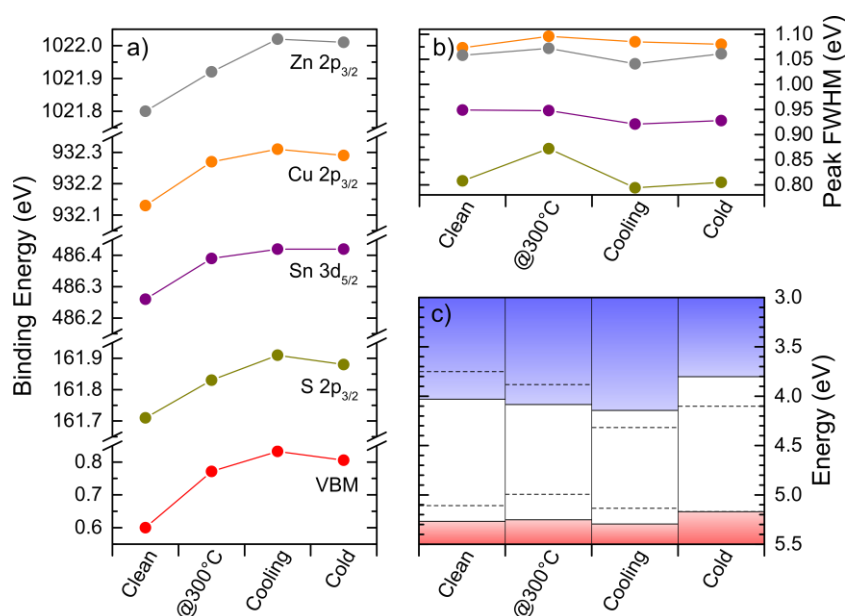 a)
Binding Energy (eV)
1022.0
1021.9
1021.8
932.3
932.2
932.1
486.4
486.3
486.2
161.9
161.8
161.7
0.8
0.7
0.6
Zn 2p3/2
Cu 2p3/2
Sn 3d5/2
S 2p3/2
VBM
Clean
@300°C
Cooling
Cold
b)
1.10
1.05
1.00
0.95
0.90
0.85
0.80
Peak FWHM (eV)
Clean
@300°C
Cooling
Cold
c)
3.0
3.5
4.0
4.5
5.0
5.5
Energy (eV)
Clean
@300°C
Cooling
Cold